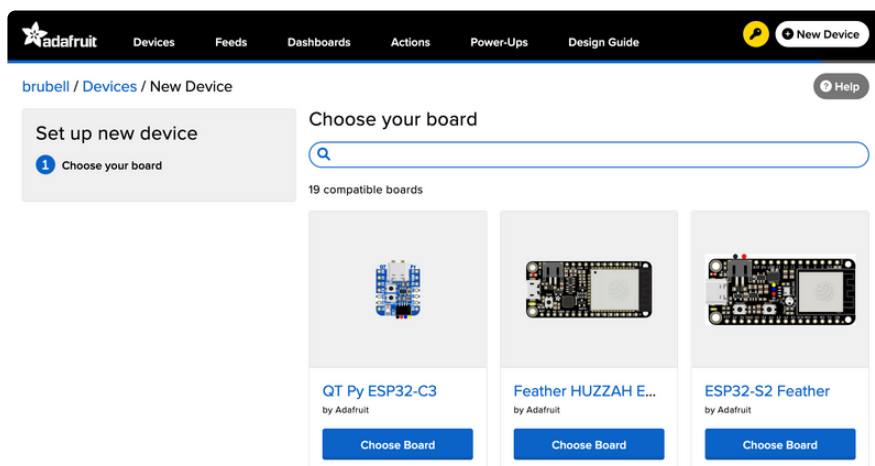 adafruit Devices Feeds Dashboards Actions Power-Ups Design Guide New Device
brubell / Devices / New Device Help
Set up new device
1 Choose your board
Choose your board
19 compatible boards
QT Py
QT Py ESP32-C3
by Adafruit
Choose Board
Feather HUZZAH E...
by Adafruit
Choose Board
ESP32-S2 Feather
by Adafruit
Choose Board